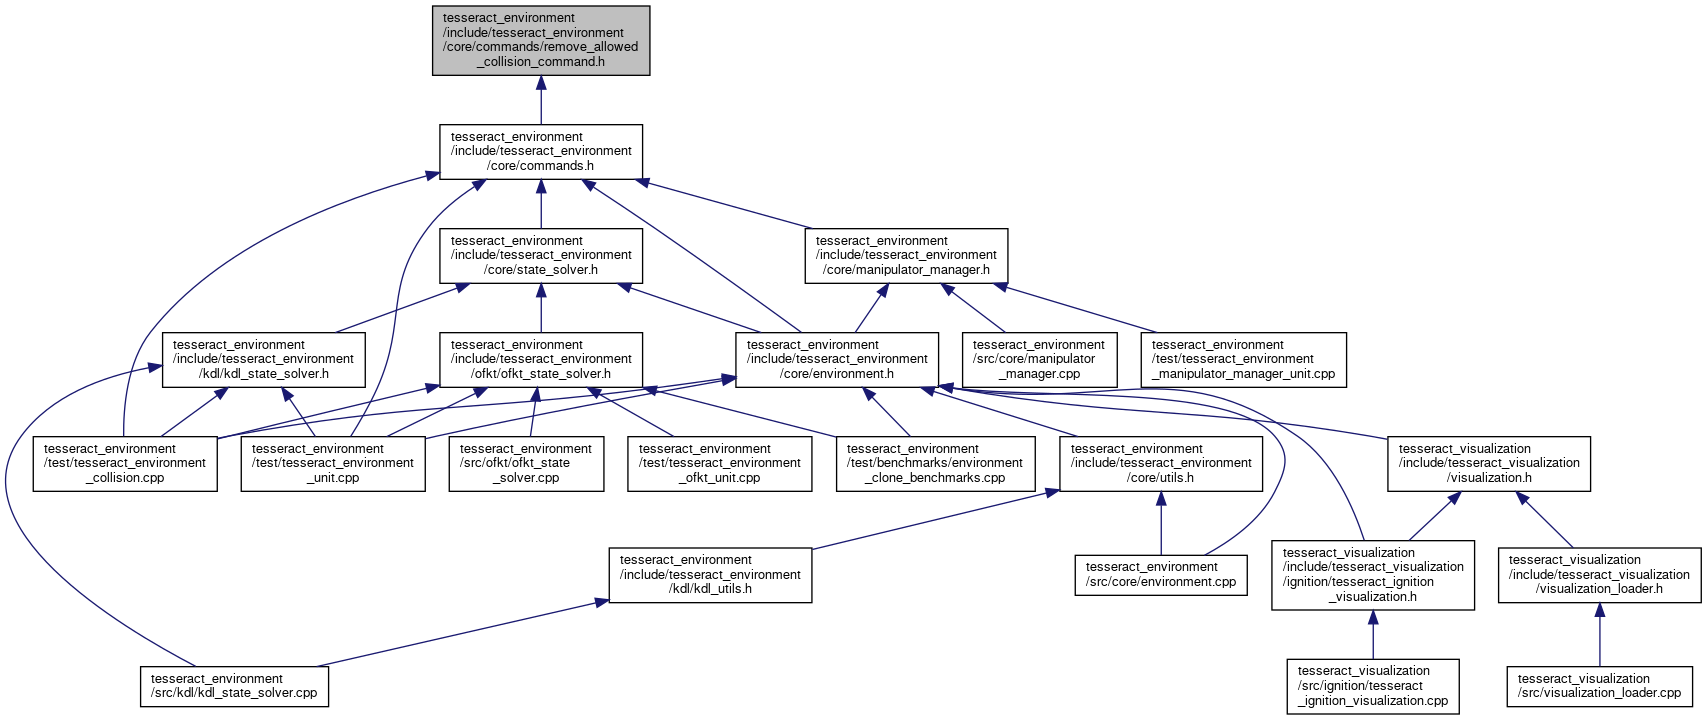 tesseract_environment
/include/tesseract_environment
/core/commands/remove_allowed
_collision_command.h
tesseract_environment
/include/tesseract_environment
/core/commands.h
tesseract_environment
/include/tesseract_environment
/core/state_solver.h
tesseract_environment
/include/tesseract_environment
/core/manipulator_manager.h
tesseract_environment
/include/tesseract_environment
/kdl/kdl_state_solver.h
tesseract_environment
/include/tesseract_environment
/ofkt/ofkt_state_solver.h
tesseract_environment
/include/tesseract_environment
/core/environment.h
tesseract_environment
/src/core/manipulator
_manager.cpp
tesseract_environment
/test/tesseract_environment
_manipulator_manager_unit.cpp
tesseract_environment
/test/tesseract_environment
_collision.cpp
tesseract_environment
/test/tesseract_environment
_unit.cpp
tesseract_environment
/src/ofkt/ofkt_state
_solver.cpp
tesseract_environment
/test/tesseract_environment
_ofkt_unit.cpp
tesseract_environment
/test/benchmarks/environment
_clone_benchmarks.cpp
tesseract_environment
/include/tesseract_environment
/core/utils.h
tesseract_visualization
/include/tesseract_visualization
/visualization.h
tesseract_environment
/include/tesseract_environment
/kdl/kdl_utils.h
tesseract_environment
/src/core/environment.cpp
tesseract_visualization
/include/tesseract_visualization
/ignition/tesseract_ignition
_visualization.h
tesseract_visualization
/include/tesseract_visualization
/visualization_loader.h
tesseract_environment
/src/kdl/kdl_state_solver.cpp
tesseract_visualization
/src/ignition/tesseract
_ignition_visualization.cpp
tesseract_visualization
/src/visualization_loader.cpp